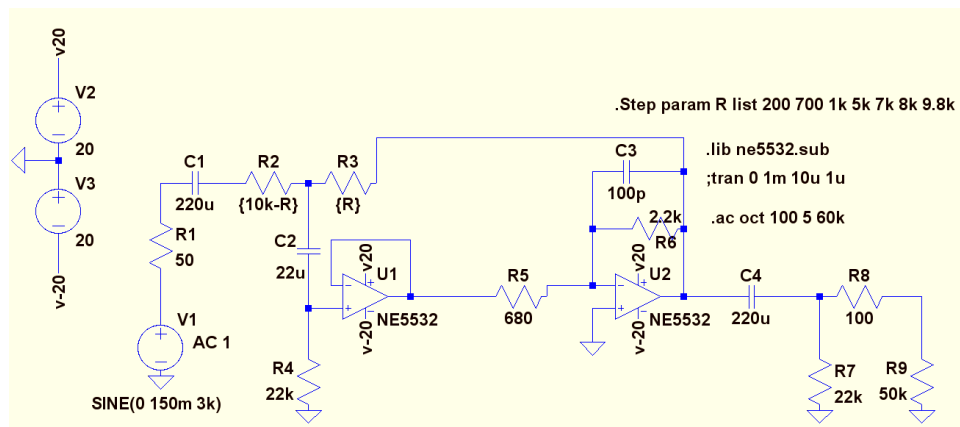 v20
V2
20
V3
20
v-20
C1
220u
R2
{10k-R}
R3
{R}
R1
50
V1
AC 1
SINE(0 150m 3k)
C2
22u
R4
22k
v20
U1
NE5532
v-20
R5
680
C3
100p
2.2k
R6
v20
U2
NE5532
v-20
.Step param R list 200 700 1k 5k 7k 8k 9.8k
.lib ne5532.sub
;tran 0 1m 10u 1u
.ac oct 100 5 60k
C4
220u
R8
100
R7
22k
R9
50k